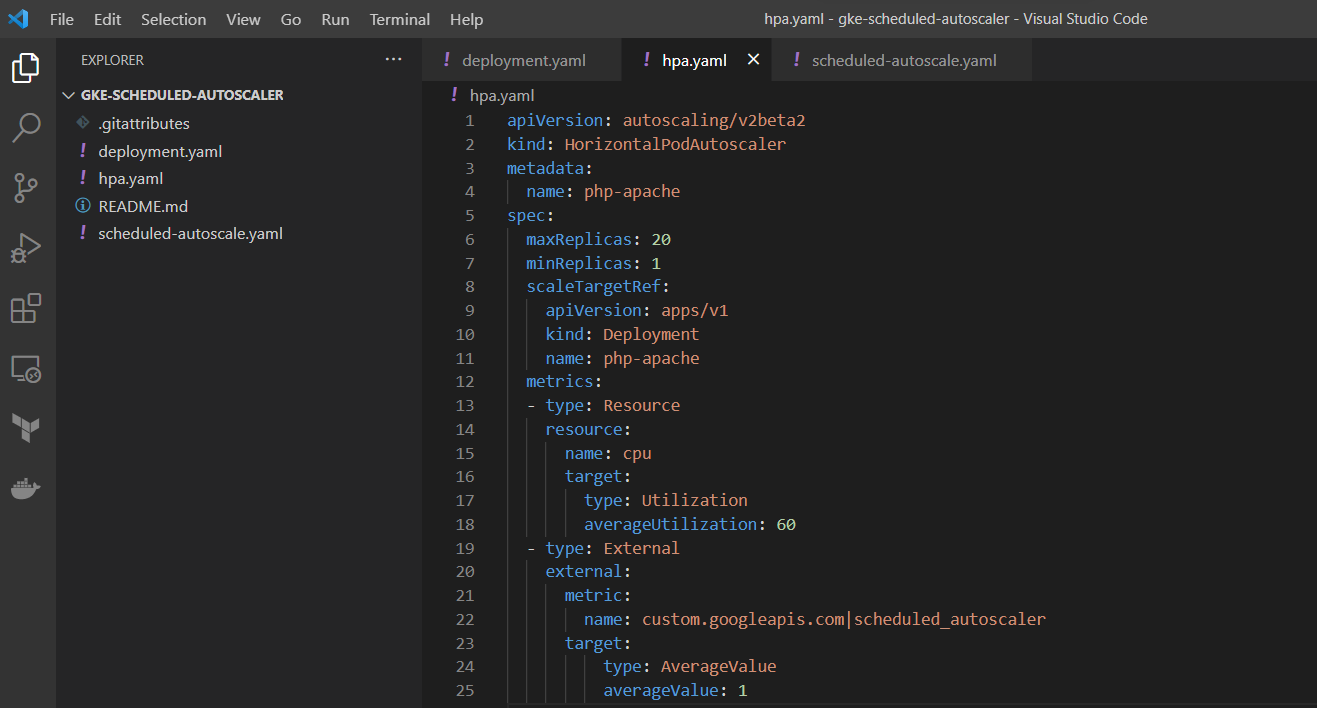 File Edit Selection View Go Run Terminal Help hpa.yaml - gke-scheduled-autoscaler - Visual Studio Code
EXPLORER ···
GKE-SCHEDULED-AUTOSCALER
.gitattributes
! deployment.yaml
! hpa.yaml
README.md
! scheduled-autoscale.yaml
! deployment.yaml ! hpa.yaml ! scheduled-autoscale.yaml
! hpa.yaml
1 apiVersion: autoscaling/v2beta2
2 kind: HorizontalPodAutoscaler
3 metadata:
4   name: php-apache
5 spec:
6   maxReplicas: 20
7   minReplicas: 1
8   scaleTargetRef:
9     apiVersion: apps/v1
10     kind: Deployment
11     name: php-apache
12   metrics:
13   - type: Resource
14     resource:
15       name: cpu
16       target:
17         type: Utilization
18         averageUtilization: 60
19   - type: External
20     external:
21       metric:
22         name: custom.googleapis.com|scheduled_autoscaler
23       target:
24           type: AverageValue
25           averageValue: 1